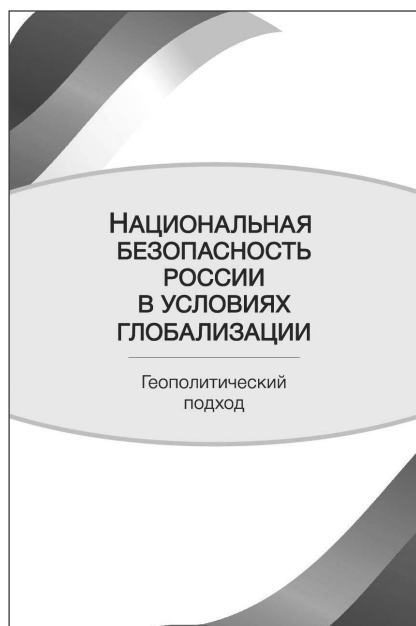 НАЦИОНАЛЬНАЯ
БЕЗОПАСНОСТЬ
РОССИИ
В УСЛОВИЯХ
ГЛОБАЛИЗАЦИИ
Геополитический
подход